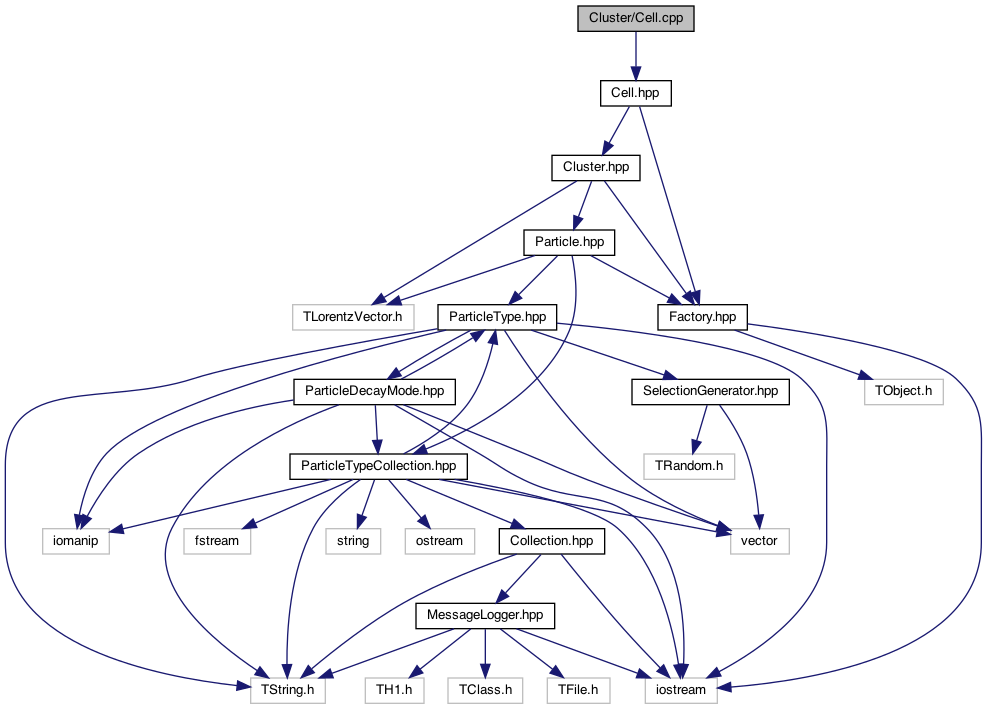 Cluster/Cell.cpp
Cell.hpp
Cluster.hpp
Particle.hpp
TLorentzVector.h
ParticleType.hpp
Factory.hpp
ParticleDecayMode.hpp
SelectionGenerator.hpp
TObject.h
ParticleTypeCollection.hpp
TRandom.h
iomanip
fstream
string
ostream
Collection.hpp
vector
MessageLogger.hpp
TString.h
TH1.h
TClass.h
TFile.h
iostream